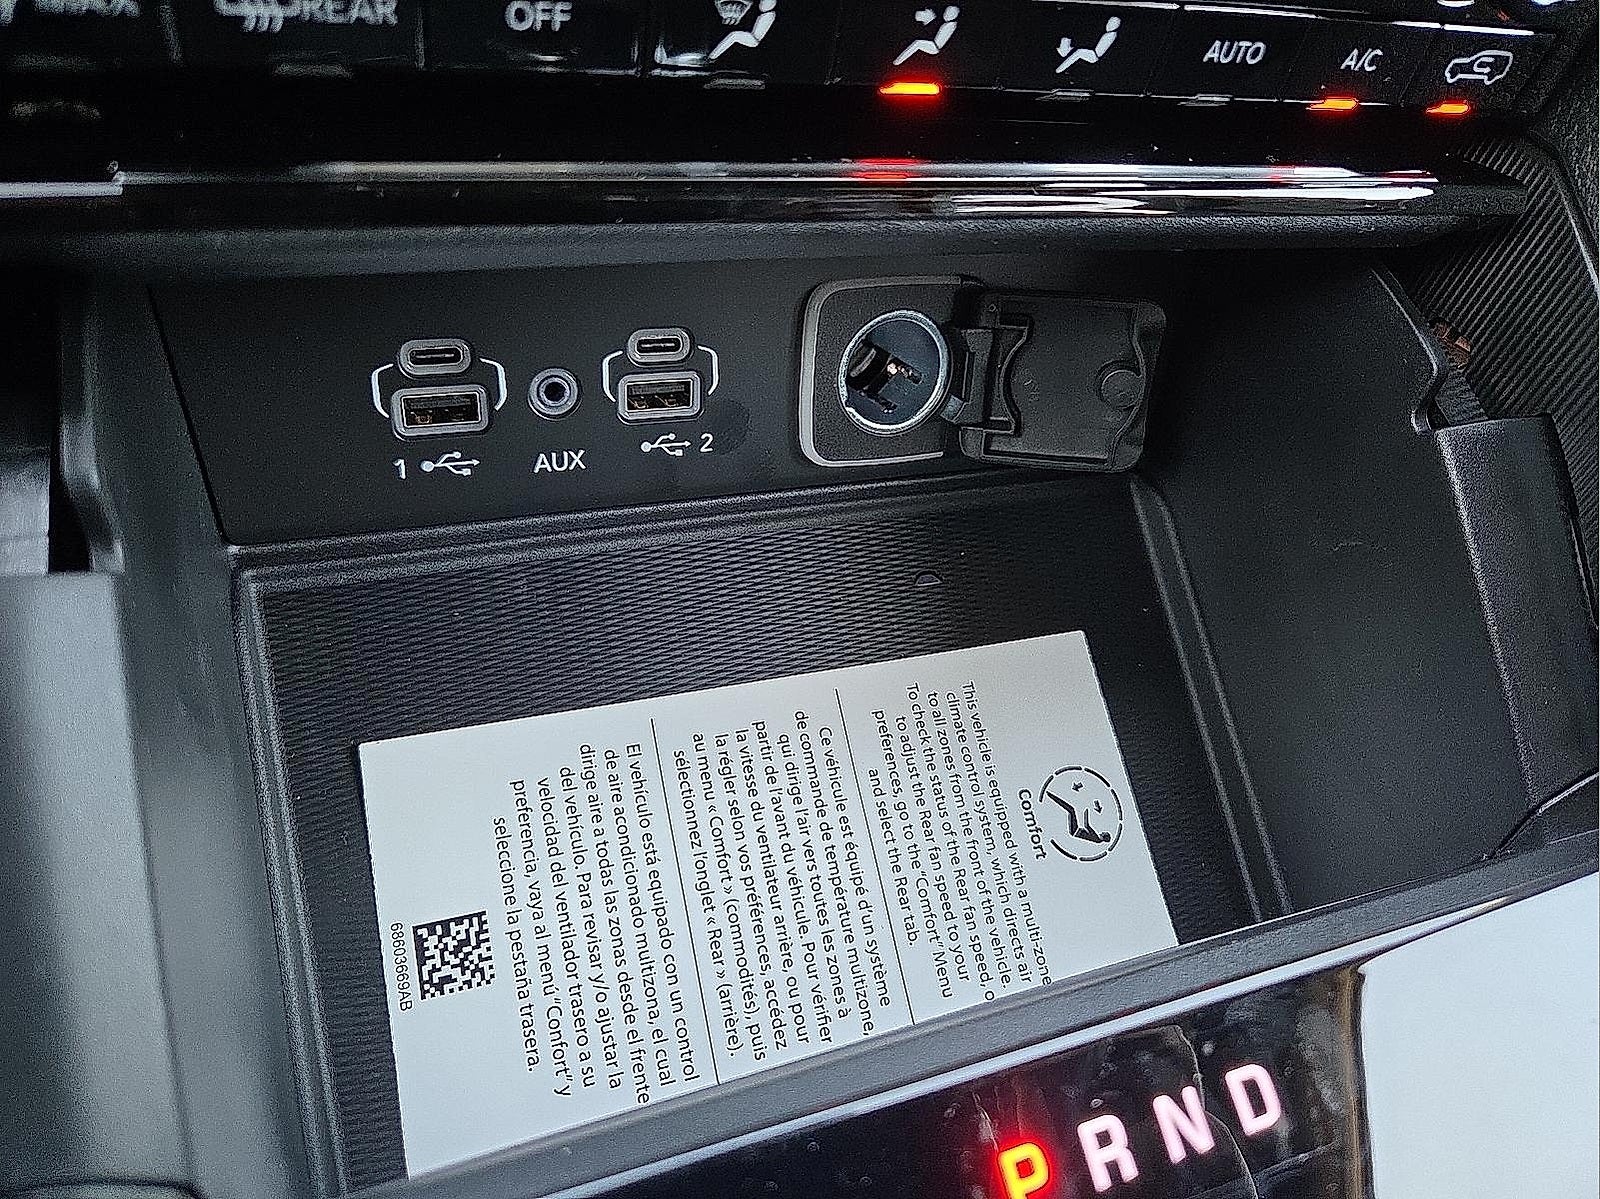 MAX
REAR
OFF
AUTO
A/C
1
AUX
2
Comfort
This vehicle is equipped with a multi-zone
climate control system, which directs air
to all zones from the front of the vehicle.
To check the status of the Rear fan speed, o
to adjust the Rear fan speed to your
preferences, go to the "Comfort" Menu
and select the Rear tab.
Ce véhicule est équipé d'un système
de commande de température multizone,
qui dirige l'air vers toutes les zones à
partir de l'avant du véhicule. Pour vérifier
la vitesse du ventilateur arrière, ou pour
la régler selon vos préférences, accédez
au menu « Comfort » (commodités), puis
sélectionnez l'onglet « Rear » (arrière).
El vehículo está equipado con un control
de aire acondicionado multizona, el cual
dirige aire a todas las zonas desde el frente
del vehículo. Para revisar y/o ajustar la
velocidad del ventilador trasero a su
preferencia, vaya al menú "Comfort" y
seleccione la pestaña trasera.
68603669AB
P R N D